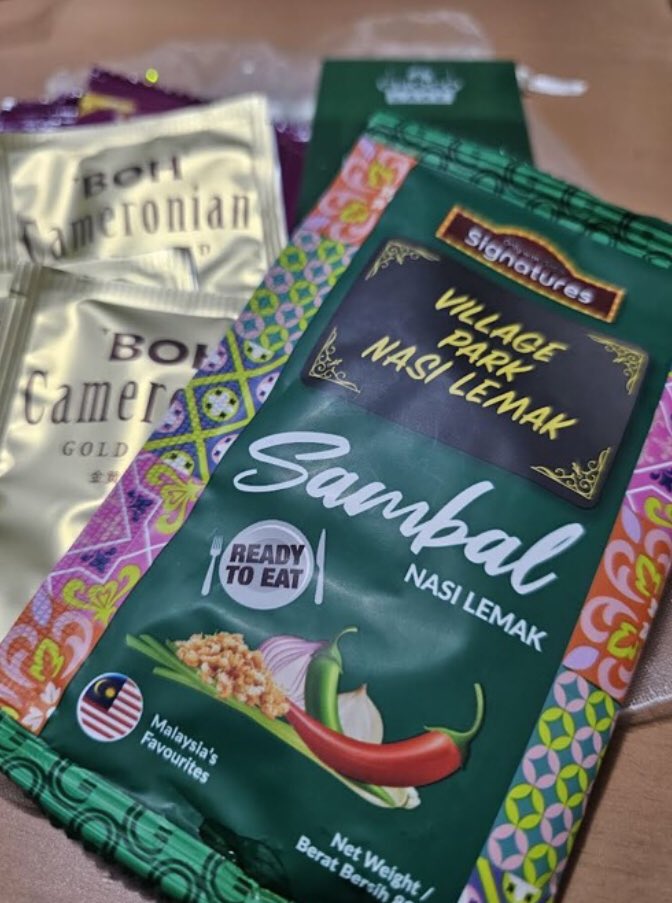 BOH
Cameronian
BOH
GOLD
Signatures
VILLAGE
PARK
NASI LEMAK
Sambal
NASI LEMAK
READY
TO EAT
Malaysia's
Favourites
Net Weight /
Berat Bersih